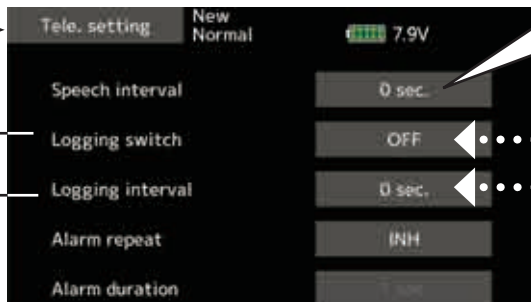 Tele. setting New
Normal 7.9V
Speech interval 0 sec.
Logging switch OFF
Logging interval 0 sec.
Alarm repeat INH
Alarm duration sec.